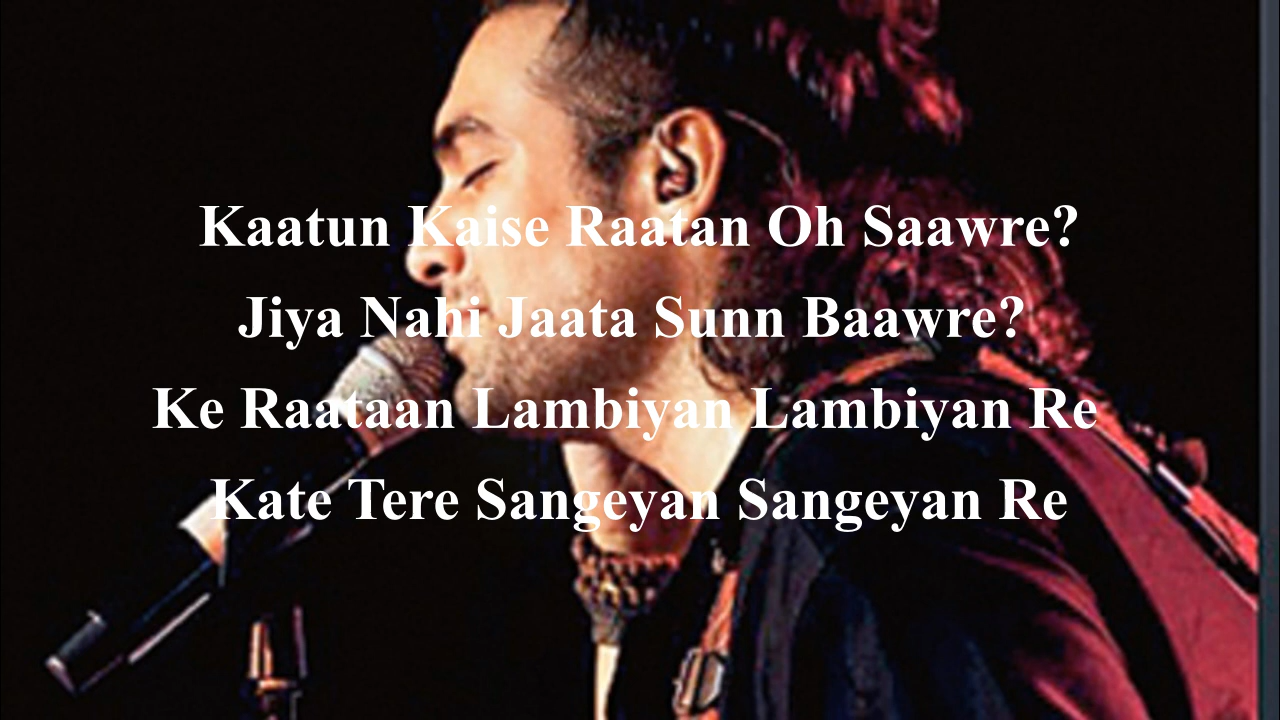 Kaatun Kaise Raatan Oh Saawre?
Jiya Nahi Jaata Sunn Baawre?
Ke Raataan Lambiyan Lambiyan Re
Kate Tere Sangeyan Sangeyan Re